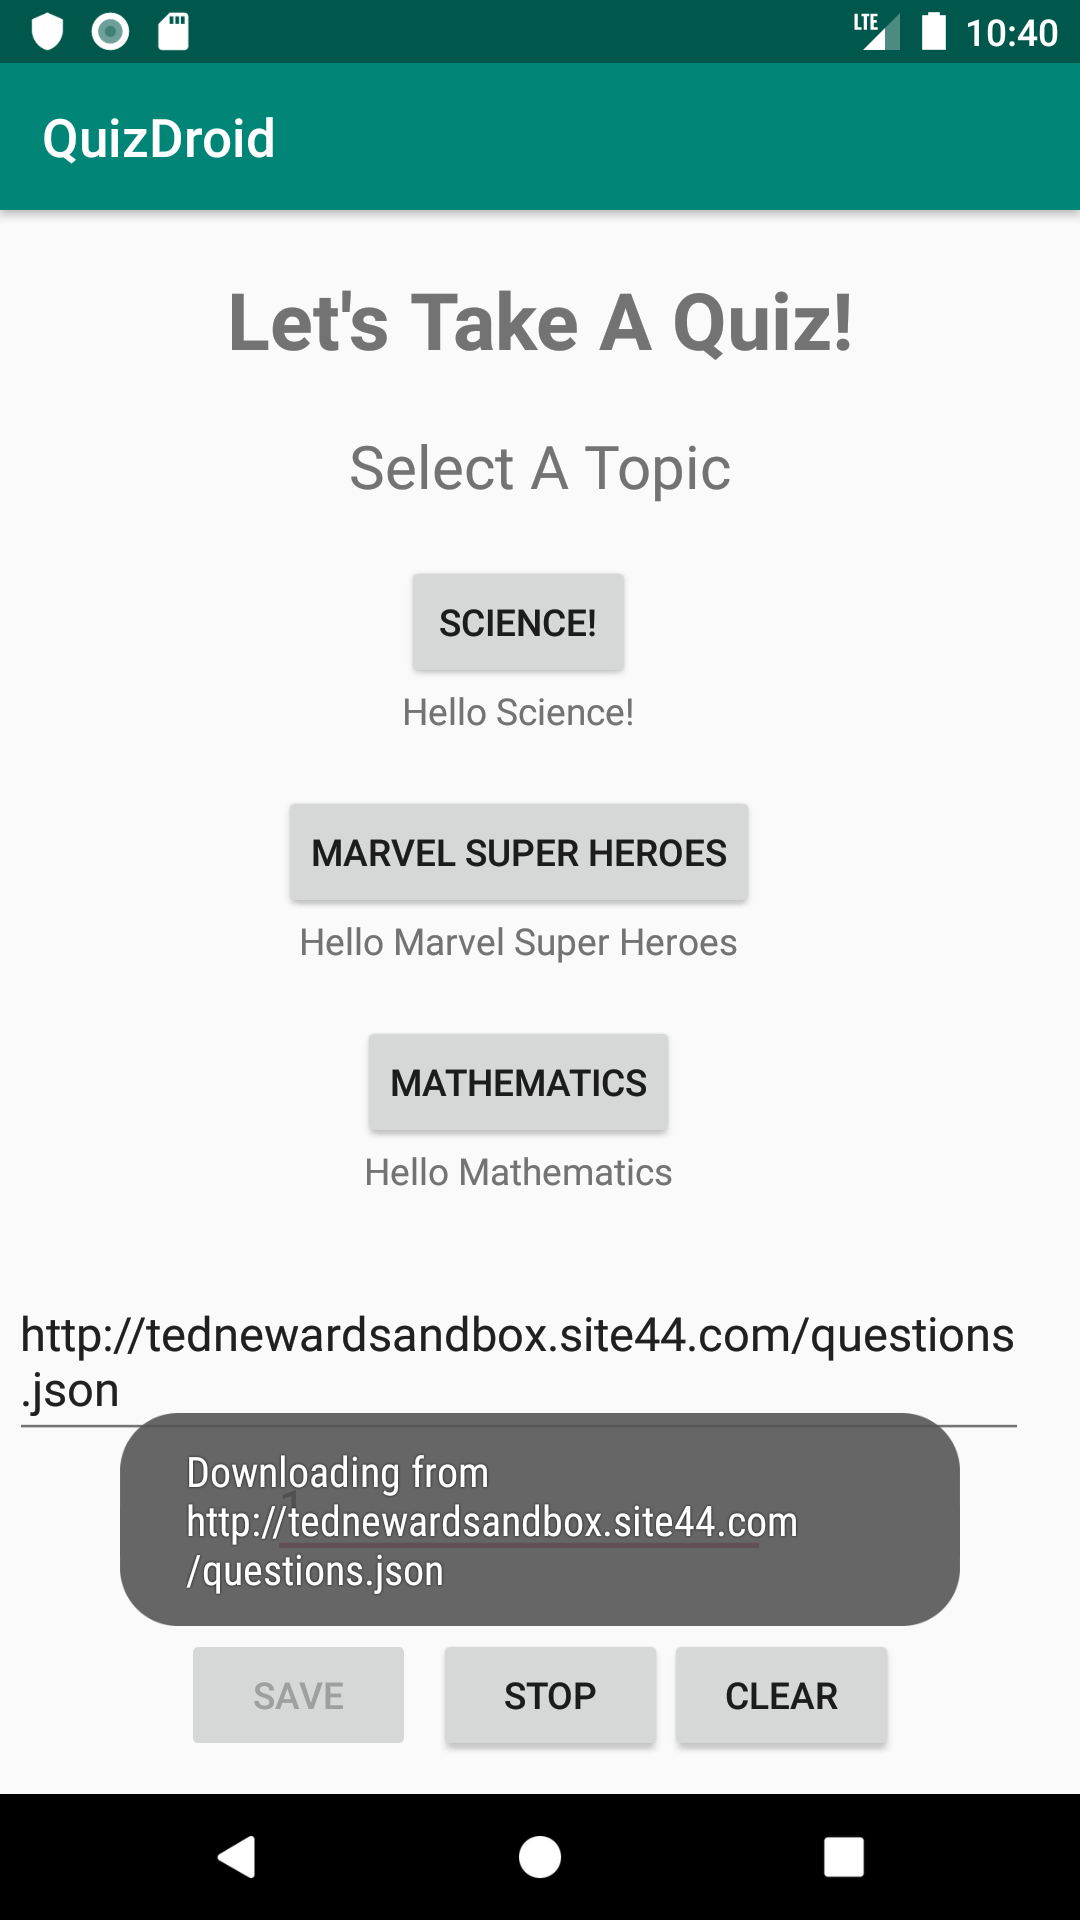 LTE 10:40
QuizDroid
Let's Take A Quiz!
Select A Topic
SCIENCE!
Hello Science!
MARVEL SUPER HEROES
Hello Marvel Super Heroes
MATHEMATICS
Hello Mathematics
http://tednewardsandbox.site44.com/questions
.json
1
Downloading from
http://tednewardsandbox.site44.com
/questions.json
SAVE STOP CLEAR